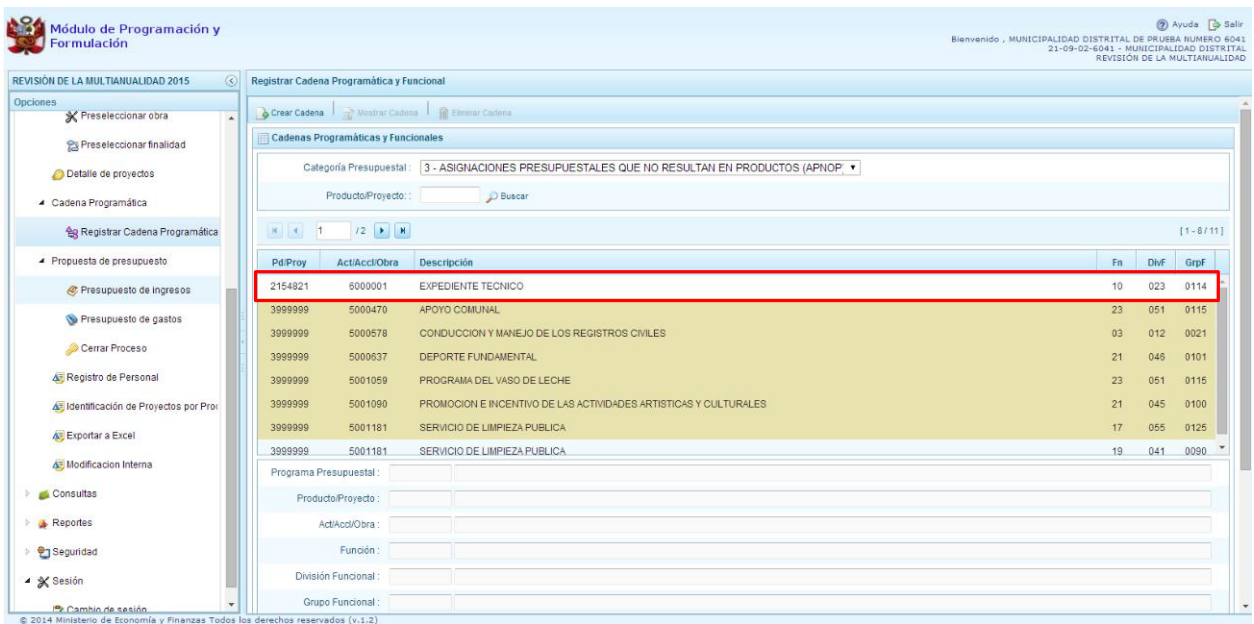 Módulo de Programación y
Formulación
Ayuda Salir
Bienvenido , MUNICIPALIDAD DISTRITAL DE PRUEBA NUMERO 6041
21-09-02-6041 - MUNICIPALIDAD DISTRITAL
REVISIÓN DE LA MULTIANUALIDAD
REVISIÓN DE LA MULTIANUALIDAD 2015
Opciones
Preseleccionar obra
Preseleccionar finalidad
Detalle de proyectos
Cadena Programática
Registrar Cadena Programática
Propuesta de presupuesto
Presupuesto de ingresos
Presupuesto de gastos
Cerrar Proceso
Registro de Personal
Identificación de Proyectos por Pro
Exportar a Excel
Modificacion Interna
Consultas
Reportes
Seguridad
Sesión
Cambio de sesión
Registrar Cadena Programática y Funcional
Crear Cadena Mostrar Cadena Eliminar Cadena
Cadenas Programáticas y Funcionales
Categoría Presupuestal : 3 - ASIGNACIONES PRESUPUESTALES QUE NO RESULTAN EN PRODUCTOS (APNOP)
Producto/Proyecto: : Buscar
1 /2 [1 - 8 / 11]
Pd/Proy Act/AccI/Obra Descripción Fn DivF GrpF
2154821 6000001 EXPEDIENTE TECNICO 10 023 0114
3999999 5000470 APOYO COMUNAL 23 051 0115
3999999 5000578 CONDUCCION Y MANEJO DE LOS REGISTROS CIVILES 03 012 0021
3999999 5000637 DEPORTE FUNDAMENTAL 21 046 0101
3999999 5001059 PROGRAMA DEL VASO DE LECHE 23 051 0115
3999999 5001090 PROMOCION E INCENTIVO DE LAS ACTIVIDADES ARTISTICAS Y CULTURALES 21 045 0100
3999999 5001181 SERVICIO DE LIMPIEZA PUBLICA 17 055 0125
3999999 5001181 SERVICIO DE LIMPIEZA PUBLICA 19 041 0090
Programa Presupuestal :
Producto/Proyecto :
Act/AccI/Obra :
Función :
División Funcional :
Grupo Funcional :
© 2014 Ministerio de Economía y Finanzas Todos los derechos reservados (v.1.2)